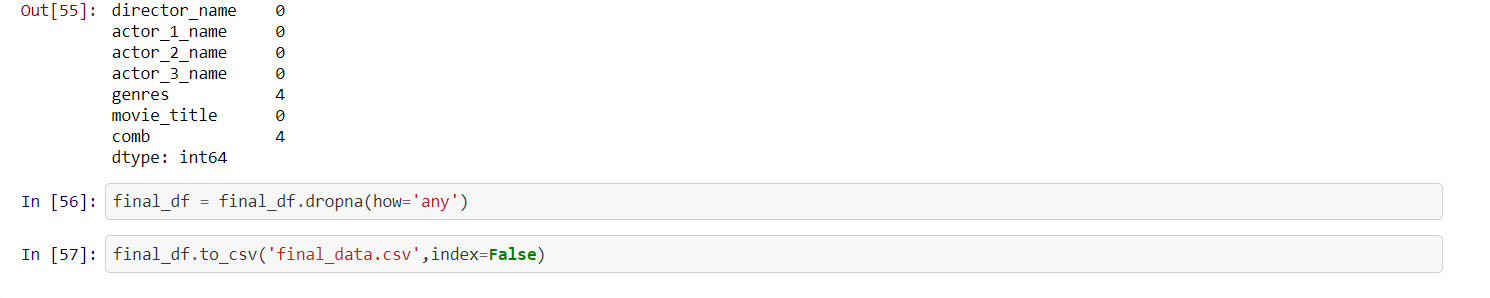 Out[55]: director_name 0
actor_1_name 0
actor_2_name 0
actor_3_name 0
genres 4
movie_title 0
comb 4
dtype: int64
In [56]: final_df = final_df.dropna(how='any')
In [57]: final_df.to_csv('final_data.csv',index=False)